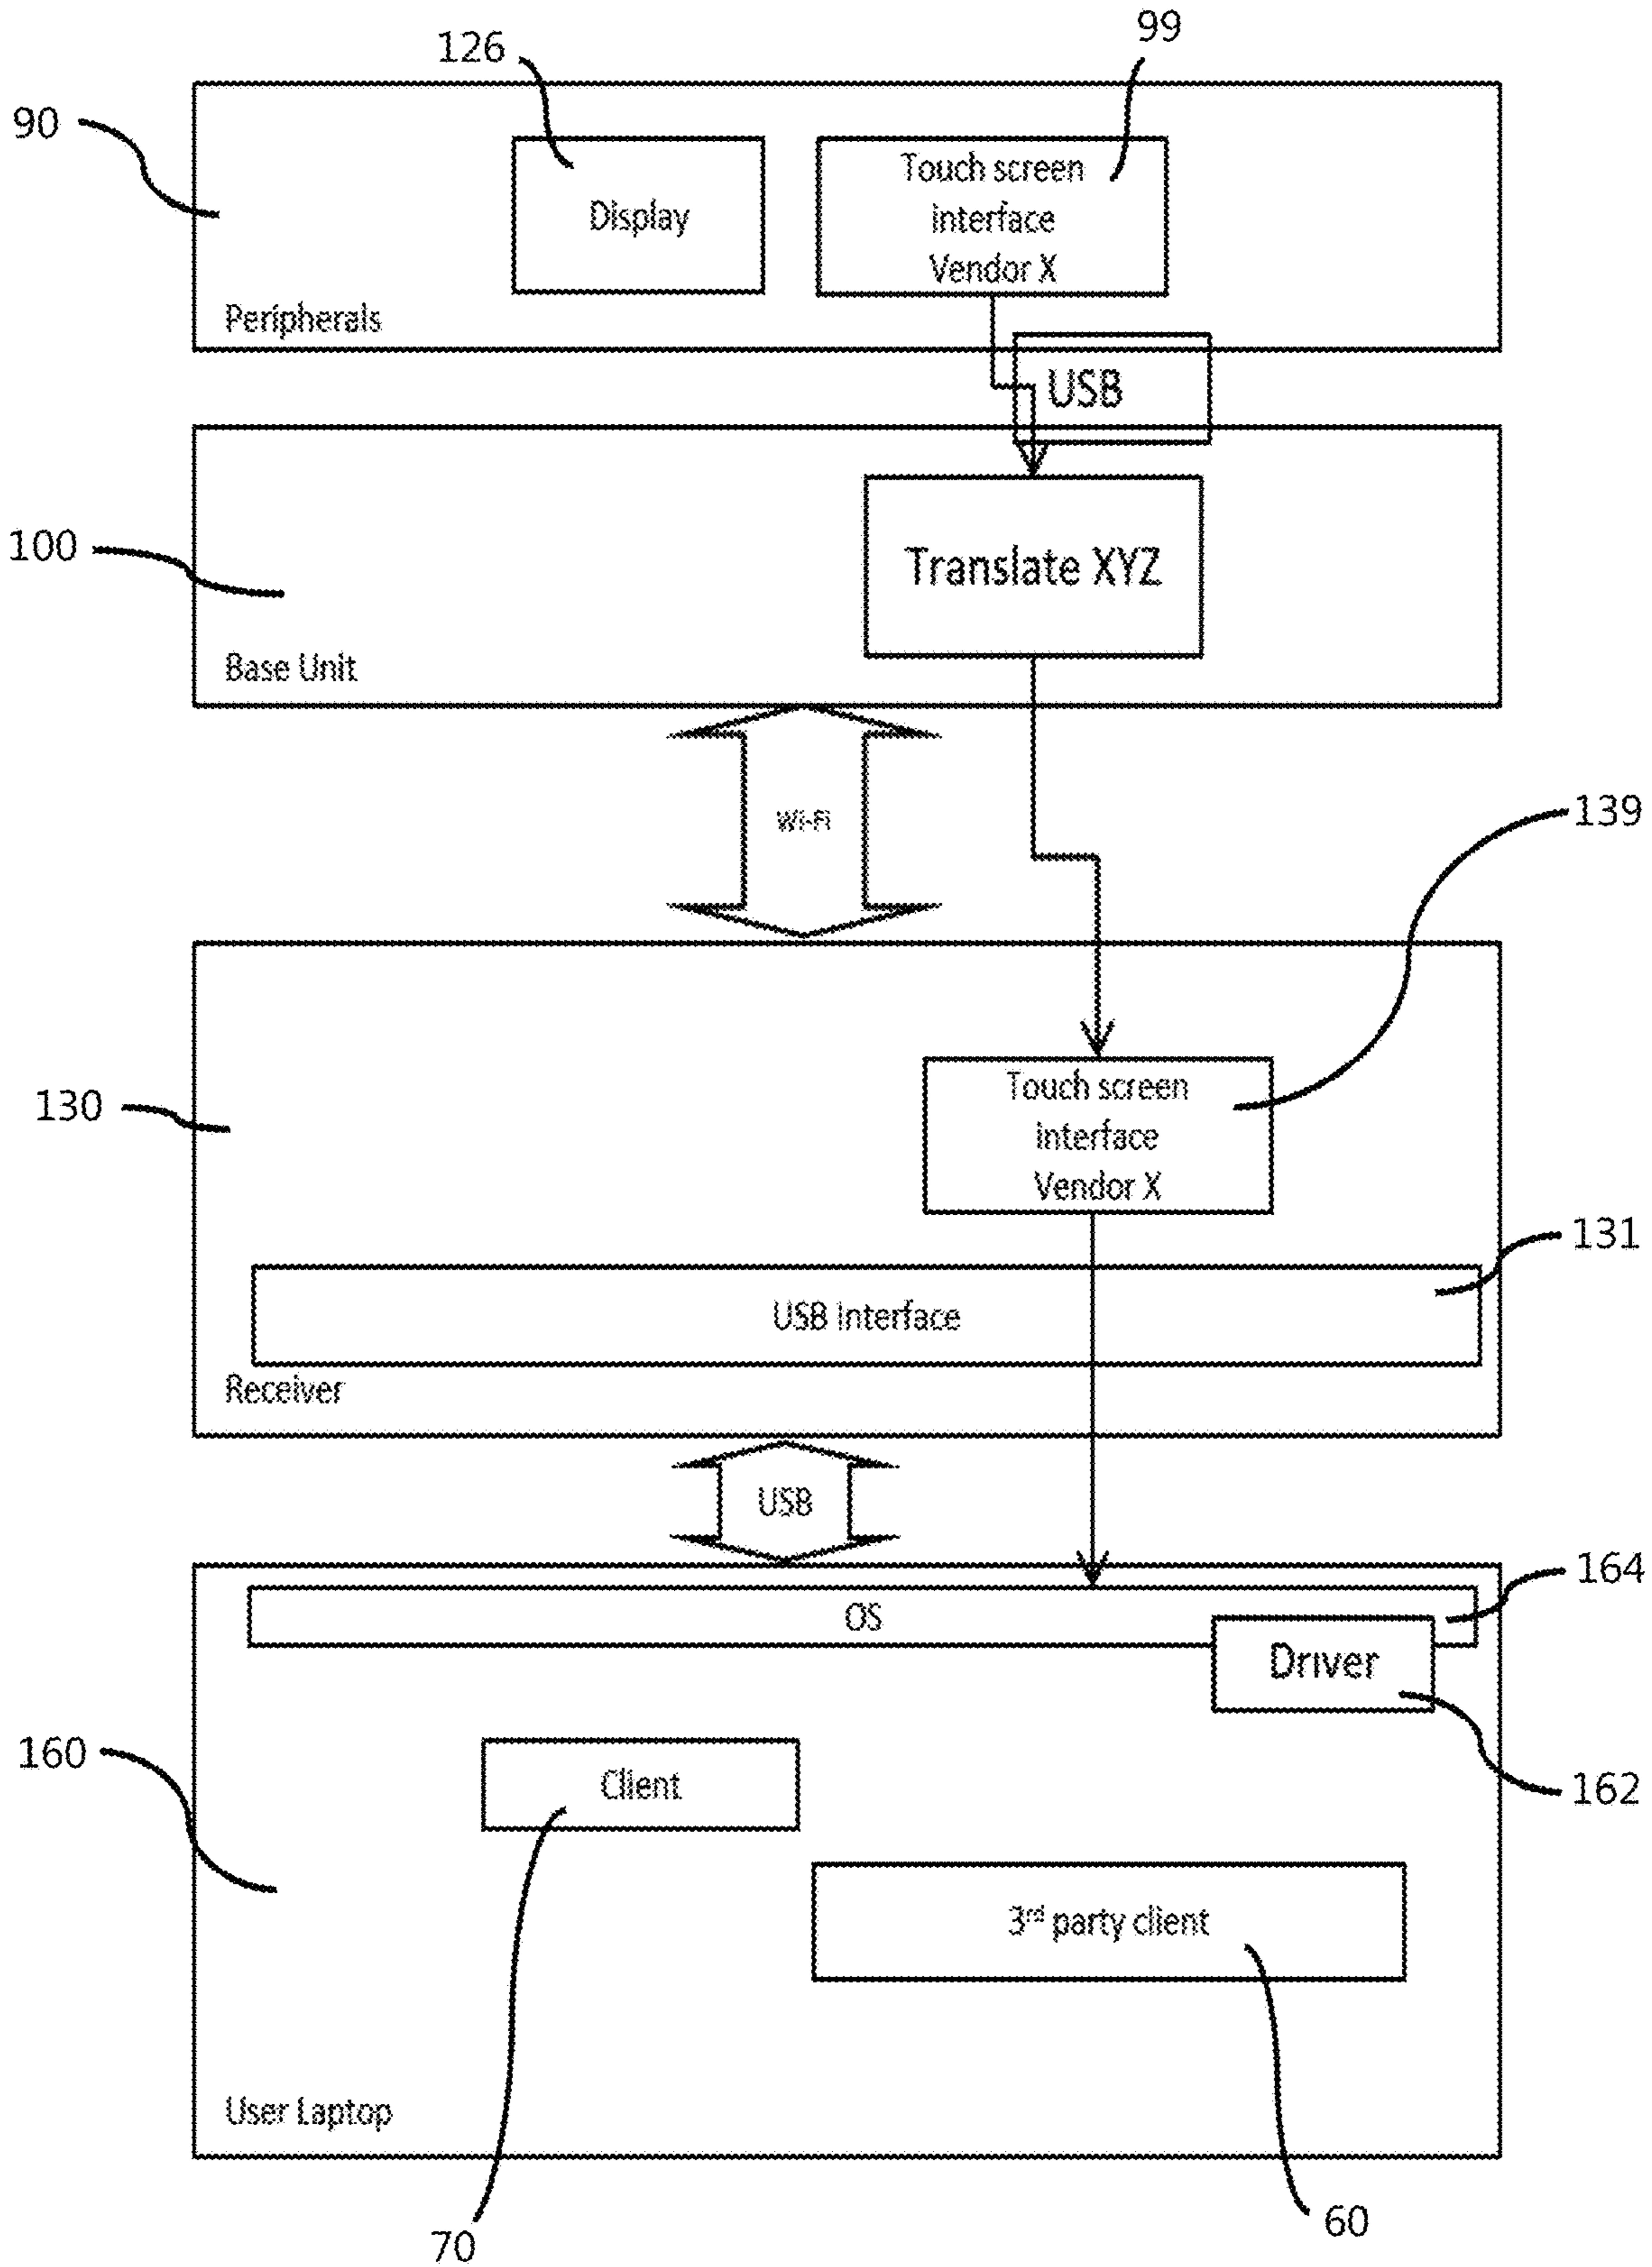 99
126
90
Touch screen
interface
Vendor X
Display
Peripherals
USB
100
Translate XYZ
Base Unit
Wi-Fi
139
130
Touch screen
interface
Vendor X
131
USB Interface
Receiver
USB
164
OS
Driver
160
Client
162
3rd party client
User Laptop
70
60